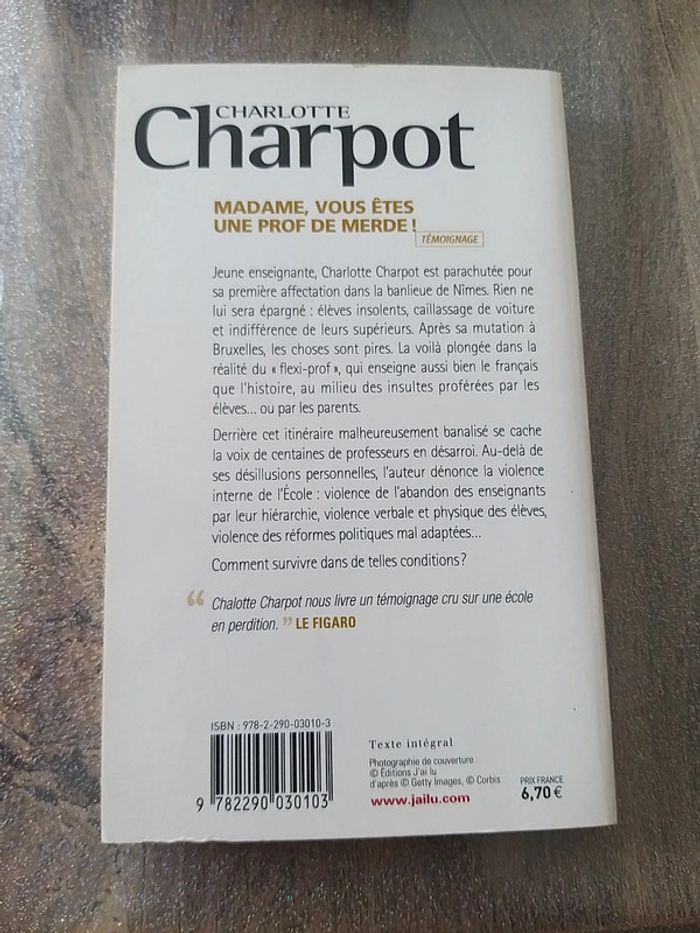 CHARLOTTE
Charpot
MADAME, VOUS ÊTES
UNE PROF DE MERDE !
TÉMOIGNAGE
Jeune enseignante, Charlotte Charpot est parachutée pour
sa première affectation dans la banlieue de Nîmes. Rien ne
lui sera épargné : élèves insolents, caillassage de voiture
et indifférence de leurs supérieurs. Après sa mutation à
Bruxelles, les choses sont pires. La voilà plongée dans la
réalité du « flexi-prof », qui enseigne aussi bien le français
que l'histoire, au milieu des insultes proférées par les
élèves... ou par les parents.
Derrière cet itinéraire malheureusement banalisé se cache
la voix de centaines de professeurs en désarroi. Au-delà de
ses désillusions personnelles, l'auteur dénonce la violence
interne de l'École : violence de l'abandon des enseignants
par leur hiérarchie, violence verbale et physique des élèves,
violence des réformes politiques mal adaptées...
Comment survivre dans de telles conditions ?
“ Chalotte Charpot nous livre un témoignage cru sur une école
en perdition. ” LE FIGARO
ISBN : 978-2-290-03010-3
9 782290 030103
Texte intégral
Photographie de couverture :
© Éditions J'ai lu
d'après © Getty Images, © Corbis
www.jailu.com
PRIX FRANCE
6,70 €